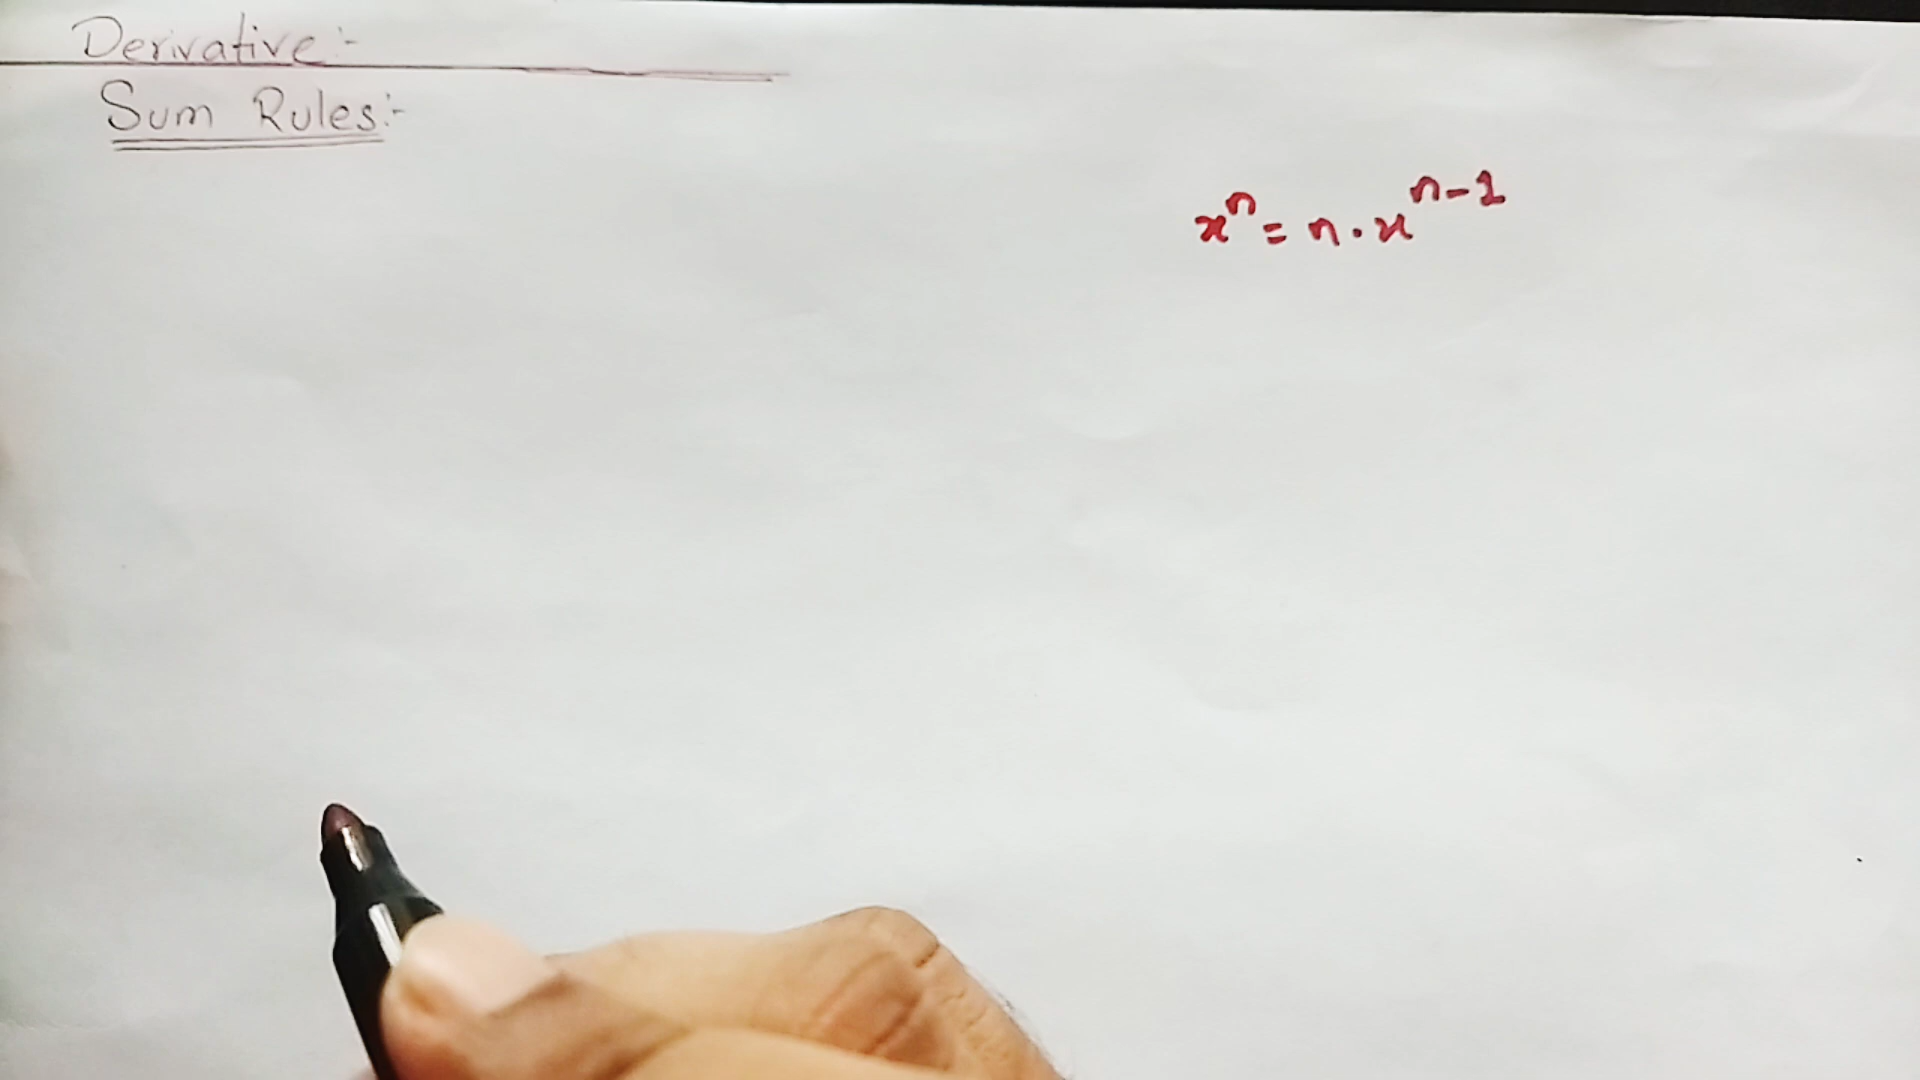 Derivative:-
Sum Rules:-
xⁿ = n · xⁿ⁻¹